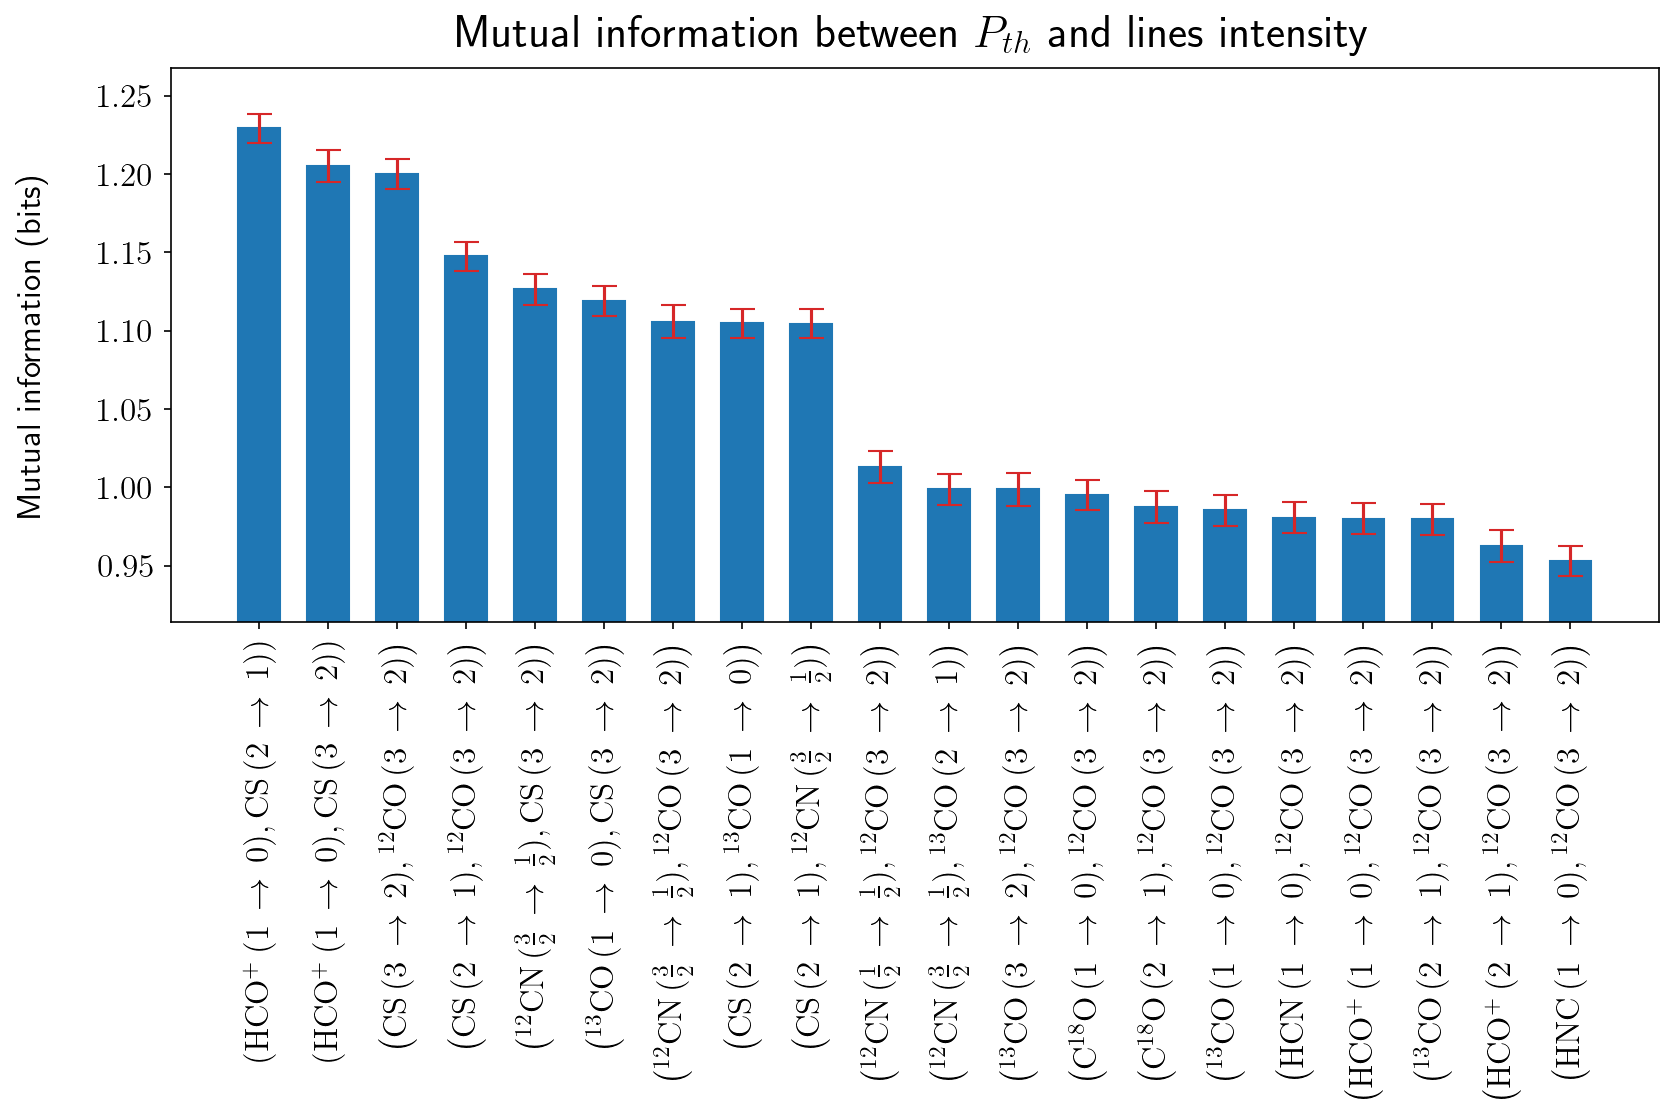 Mutual information between P_th and lines intensity
Mutual information (bits)
1.25
1.20
1.15
1.10
1.05
1.00
0.95
(HCO⁺ (1 → 0), CS (2 → 1))
(HCO⁺ (1 → 0), CS (3 → 2))
(CS (3 → 2), ¹²CO (3 → 2))
(CS (2 → 1), ¹²CO (3 → 2))
(¹²CN (3/2 → 1/2), CS (3 → 2))
(¹³CO (1 → 0), CS (3 → 2))
(¹²CN (3/2 → 1/2), ¹²CO (3 → 2))
(CS (2 → 1), ¹³CO (1 → 0))
(CS (2 → 1), ¹²CN (3/2 → 1/2))
(¹²CN (1/2 → 1/2), ¹²CO (3 → 2))
(¹²CN (3/2 → 1/2), ¹³CO (2 → 1))
(¹³CO (3 → 2), ¹²CO (3 → 2))
(C¹⁸O (1 → 0), ¹²CO (3 → 2))
(C¹⁸O (2 → 1), ¹²CO (3 → 2))
(¹³CO (1 → 0), ¹²CO (3 → 2))
(HCN (1 → 0), ¹²CO (3 → 2))
(HCO⁺ (1 → 0), ¹²CO (3 → 2))
(¹³CO (2 → 1), ¹²CO (3 → 2))
(HCO⁺ (2 → 1), ¹²CO (3 → 2))
(HNC (1 → 0), ¹²CO (3 → 2))